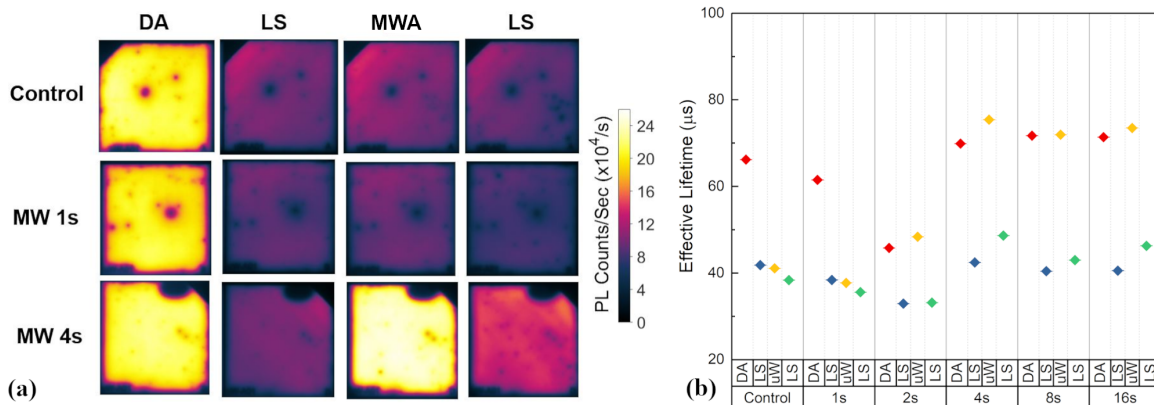 DA LS MWA LS
Control
MW 1s
MW 4s
PL Counts/Sec (x10⁴/s)
24
20
16
12
8
4
0
(a)
Effective Lifetime (μs)
100
80
60
40
20
DA LS uW LS DA LS uW LS DA LS uW LS DA LS uW LS DA LS uW LS DA LS uW LS
Control 1s 2s 4s 8s 16s
(b)